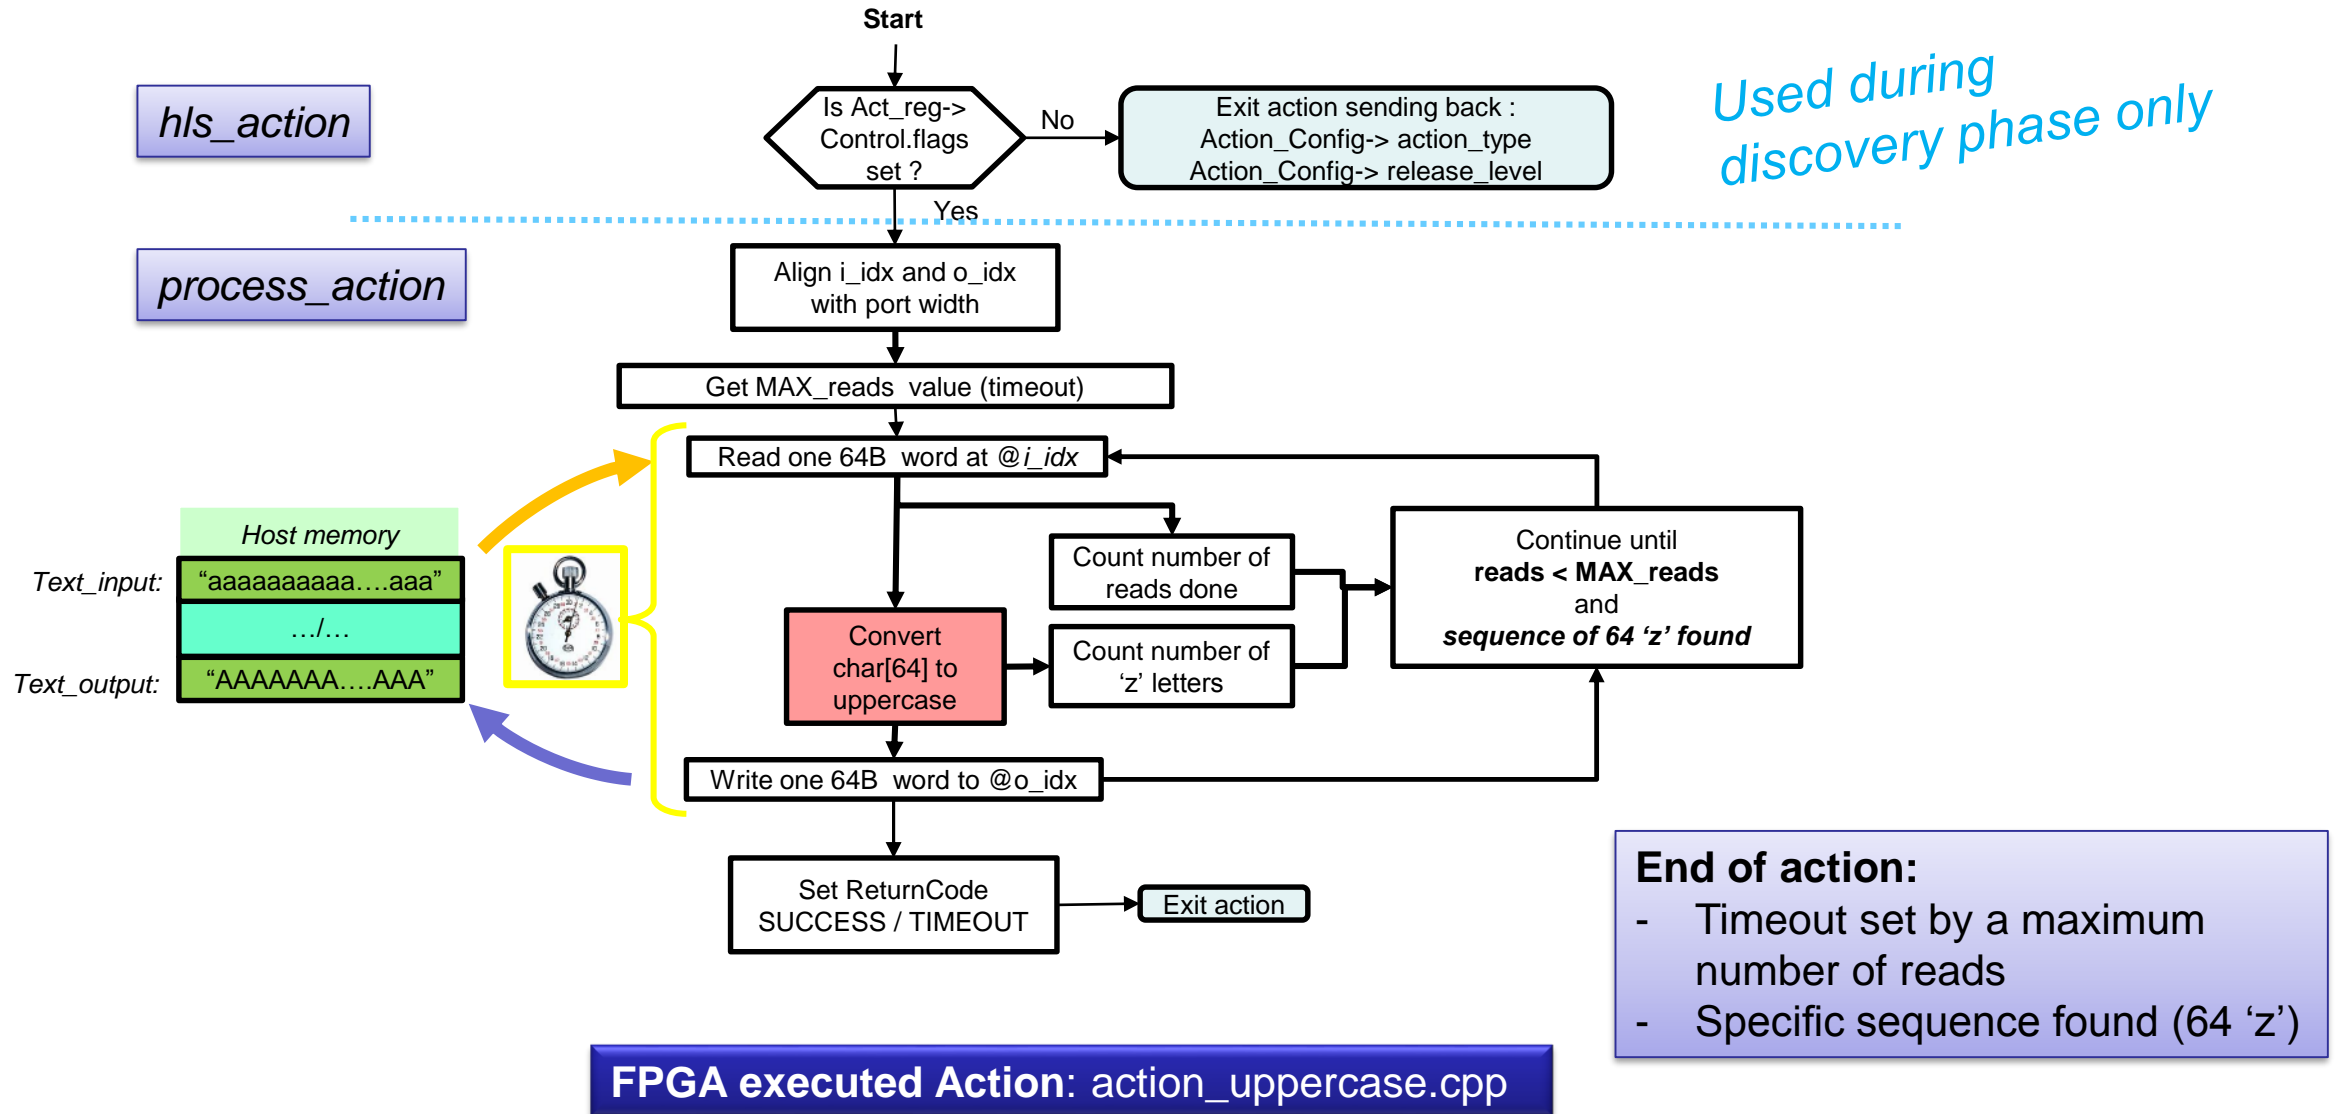 Start
hls_action
Is Act_reg->
Control.flags
set ?
No
Exit action sending back :
Action_Config-> action_type
Action_Config-> release_level
Used during
discovery phase only
Yes
process_action
Align i_idx and o_idx
with port width
Get MAX_reads  value (timeout)
Read one 64B  word at @i_idx
Host memory
Text_input:
“aaaaaaaaaa….aaa”
…/…
Text_output:
“AAAAAAA….AAA”
Count number of
reads done
Continue until
reads < MAX_reads
and
sequence of 64 ‘z’ found
Convert
char[64] to
uppercase
Count number of
‘z’ letters
Write one 64B  word to @o_idx
Set ReturnCode
SUCCESS / TIMEOUT
Exit action
End of action:
- Timeout set by a maximum
number of reads
- Specific sequence found (64 ‘z’)
FPGA executed Action: action_uppercase.cpp